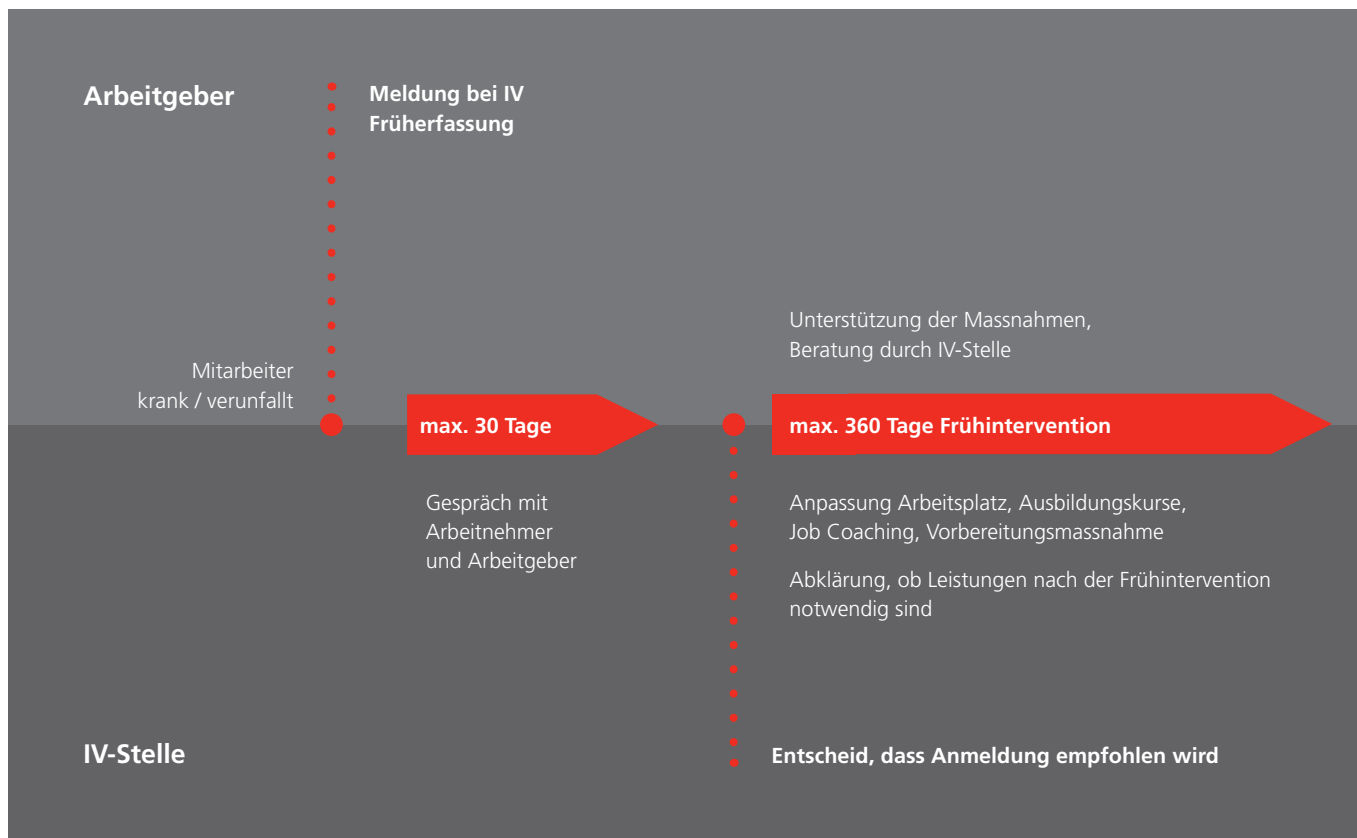 Arbeitgeber
Meldung bei IV
Früherfassung
Mitarbeiter
krank / verunfallt
max. 30 Tage
Gespräch mit
Arbeitnehmer
und Arbeitgeber
Unterstützung der Massnahmen,
Beratung durch IV-Stelle
max. 360 Tage Frühintervention
Anpassung Arbeitsplatz, Ausbildungskurse,
Job Coaching, Vorbereitungsmassnahme
Abklärung, ob Leistungen nach der Frühintervention
notwendig sind
IV-Stelle
Entscheid, dass Anmeldung empfohlen wird